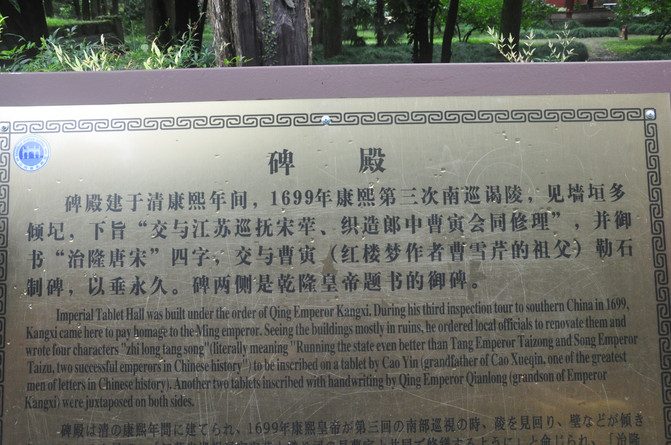 碑 殿
碑殿建于清康熙年间，1699年康熙第三次南巡谒陵，见墙垣多
倾圮，下旨“交与江苏巡抚宋荦、织造郎中曹寅会同修理”，并御
书“治隆唐宋”四字，交与曹寅（红楼梦作者曹雪芹的祖父）勒石
制碑，以垂永久。碑两侧是乾隆皇帝题书的御碑。
Imperial Tablet Hall was built under the order of Qing Emperor Kangxi. During his third inspection tour to southern China in 1699,
Kangxi came here to pay homage to the Ming emperor. Seeing the buildings mostly in ruins, he ordered local officials to renovate them and
wrote four characters "zhi long tang song"(literally meaning "Running the state even better than Tang Emperor Taizong and Song Emperor
Taizu, two successful emperors in Chinese history") to be inscribed on a tablet by Cao Yin (grandfather of Cao Xueqin, one of the greatest
men of letters in Chinese history). Another two tablets inscribed with handwriting by Qing Emperor Qianlong (grandson of Emperor
Kangxi) were juxtaposed on both sides.
碑殿は清の康熙年間に建てられ、1699年康熙皇帝が第三回の南部巡視の時、陵を見回り、壁などが傾き